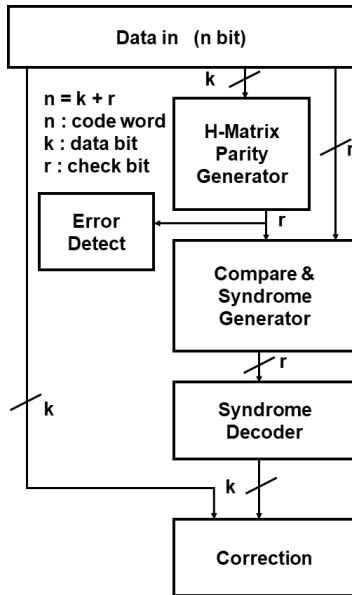 Data in (n bit)
k
n = k + r
n : code word
k : data bit
r : check bit
H-Matrix
Parity
Generator
r
r
Error
Detect
Compare &
Syndrome
Generator
r
k
Syndrome
Decoder
k
Correction